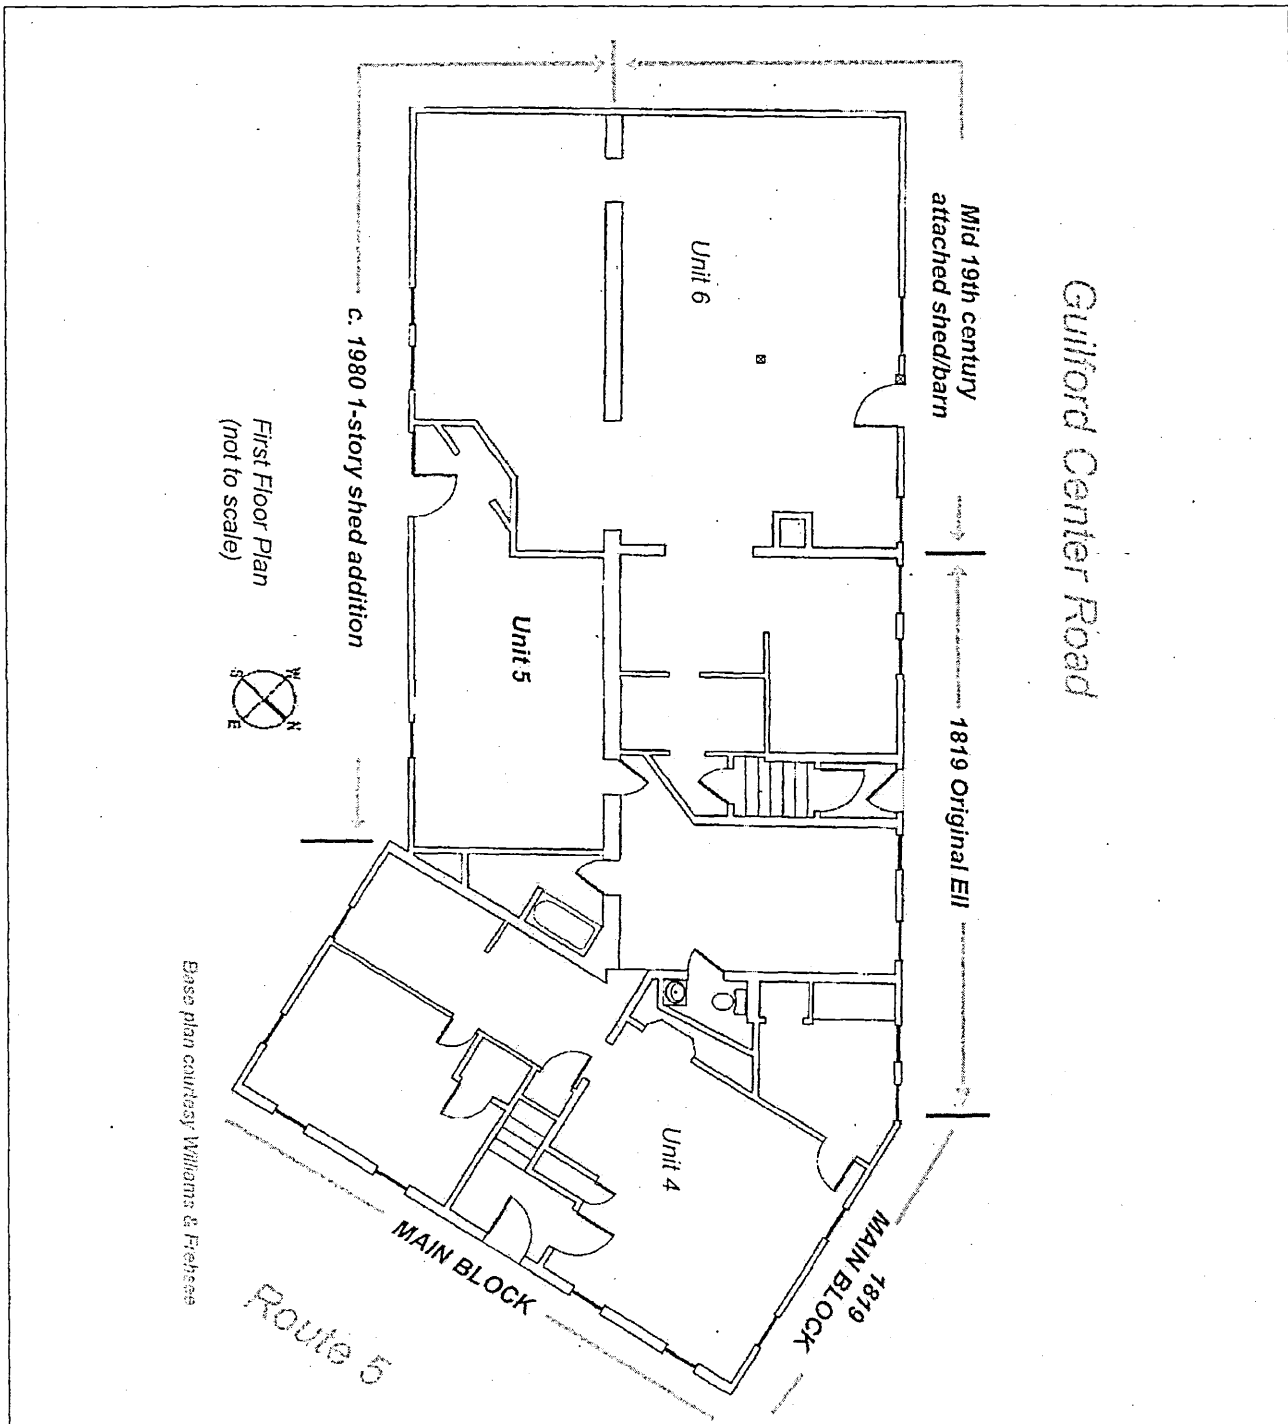 Guilford Center Road
Mid 19th century
attached shed/barn
1819 Original Ell
Unit 6
c. 1980 1-story shed addition
Unit 5
First Floor Plan
(not to scale)
W
N
S
E
Unit 4
1819
MAIN BLOCK
MAIN BLOCK
Route 5
Base plan courtesy Williams & Frehsee